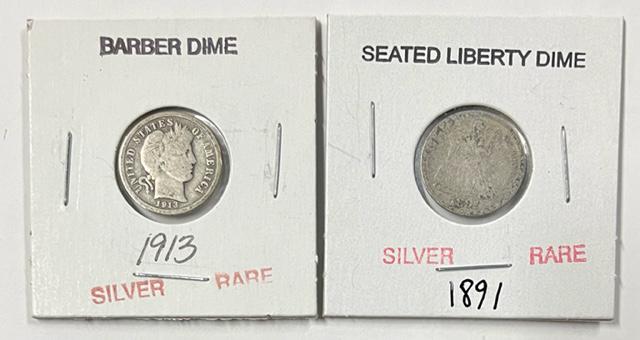 BARBER DIME
UNITED STATES OF AMERICA
1913
1913
SILVER RARE
SEATED LIBERTY DIME
SILVER RARE
1891